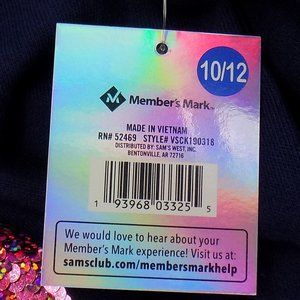 10/12
Member's Mark™
MADE IN VIETNAM
RN# 52469 STYLE# VSCK190318
DISTRIBUTED BY: SAM'S WEST, INC.
BENTONVILLE, AR 72716
1 93968 03325 5
We would love to hear about your
Member's Mark experience! Visit us at:
samsclub.com/membersmarkhelp